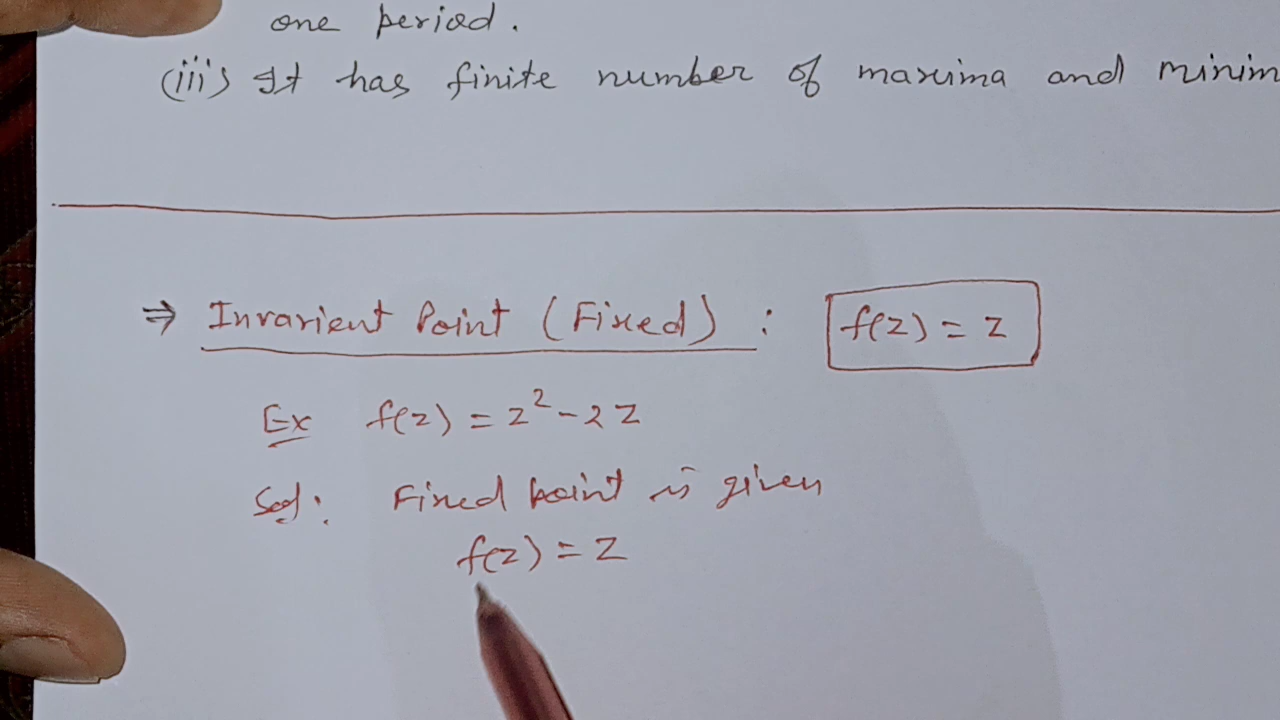 one period.
(iii) It has finite number of maxima and minim
⇒ Invarient Point (Fixed) : f(z) = z
Ex f(z) = z² - 2z
Sol: Fixed point is given
f(z) = z